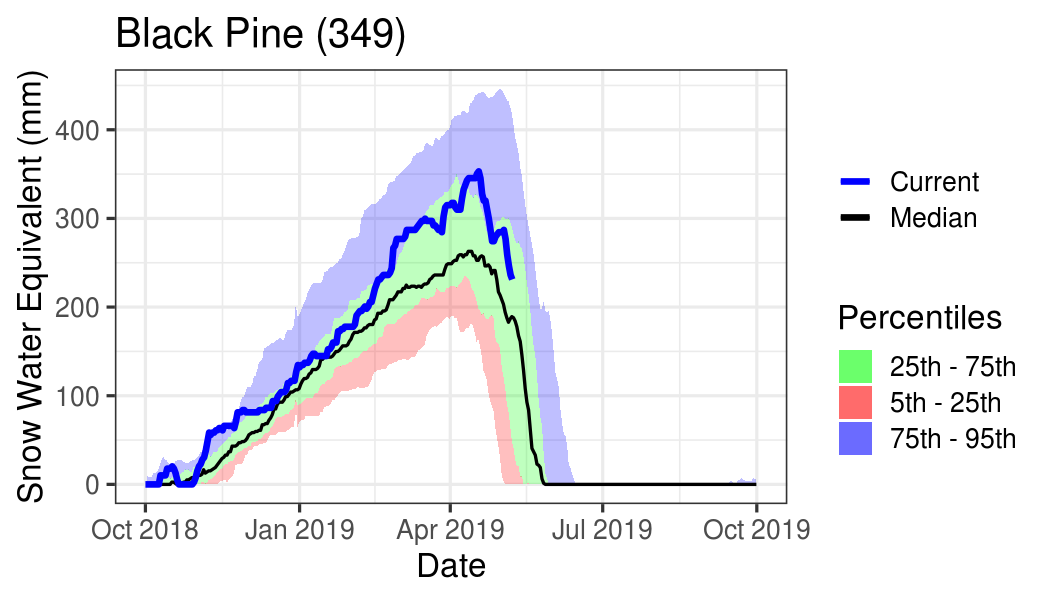 Black Pine (349)
Snow Water Equivalent (mm)
400
300
200
100
0
Oct 2018
Jan 2019
Apr 2019
Jul 2019
Oct 2019
Date
Current
Median
Percentiles
25th - 75th
5th - 25th
75th - 95th